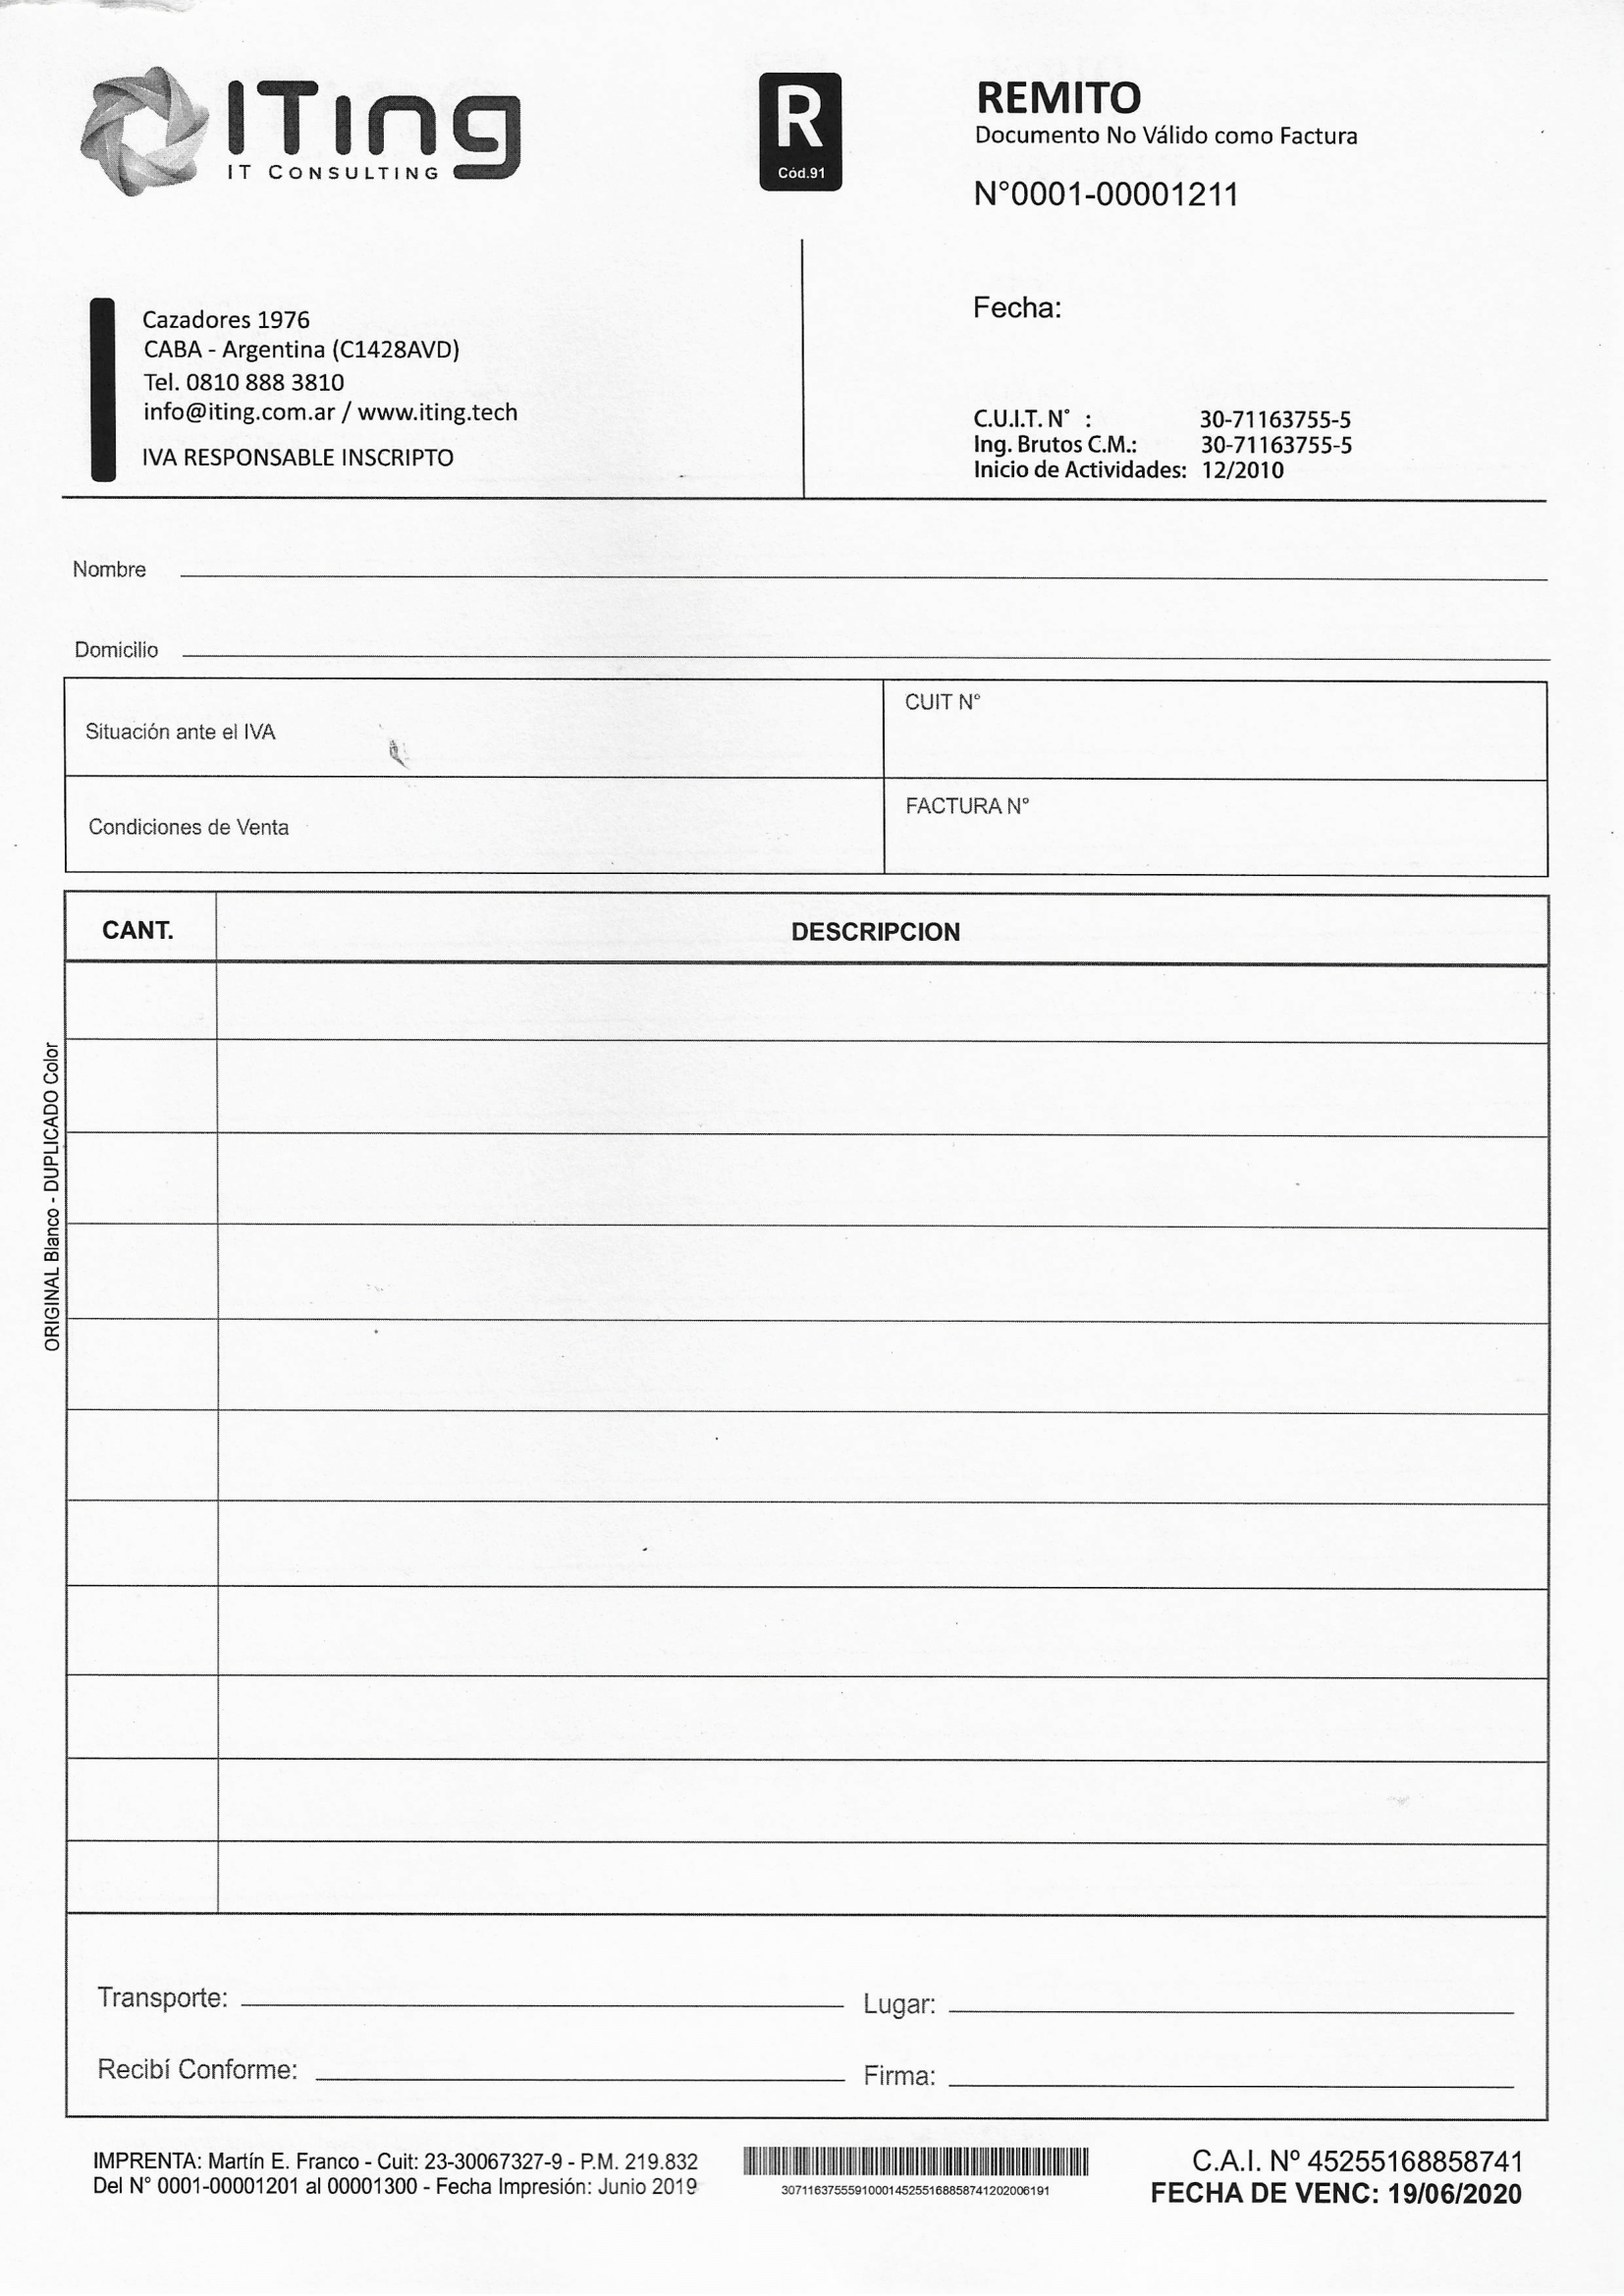 ITing
IT CONSULTING
R
Cód.91
REMITO
Documento No Válido como Factura
N°0001-00001211
Cazadores 1976
CABA - Argentina (C1428AVD)
Tel. 0810 888 3810
info@iting.com.ar / www.iting.tech
IVA RESPONSABLE INSCRIPTO
Fecha:
C.U.I.T. N° : 30-71163755-5
Ing. Brutos C.M.: 30-71163755-5
Inicio de Actividades: 12/2010
Nombre
Domicilio
Situación ante el IVA
CUIT N°
Condiciones de Venta
FACTURA N°
CANT. DESCRIPCION
ORIGINAL Blanco - DUPLICADO Color
Transporte: Lugar:
Recibí Conforme: Firma:
IMPRENTA: Martín E. Franco - Cuit: 23-30067327-9 - P.M. 219.832
Del N° 0001-00001201 al 00001300 - Fecha Impresión: Junio 2019
307116375559100014525516885874120200­6191
C.A.I. Nº 45255168858741
FECHA DE VENC: 19/06/2020